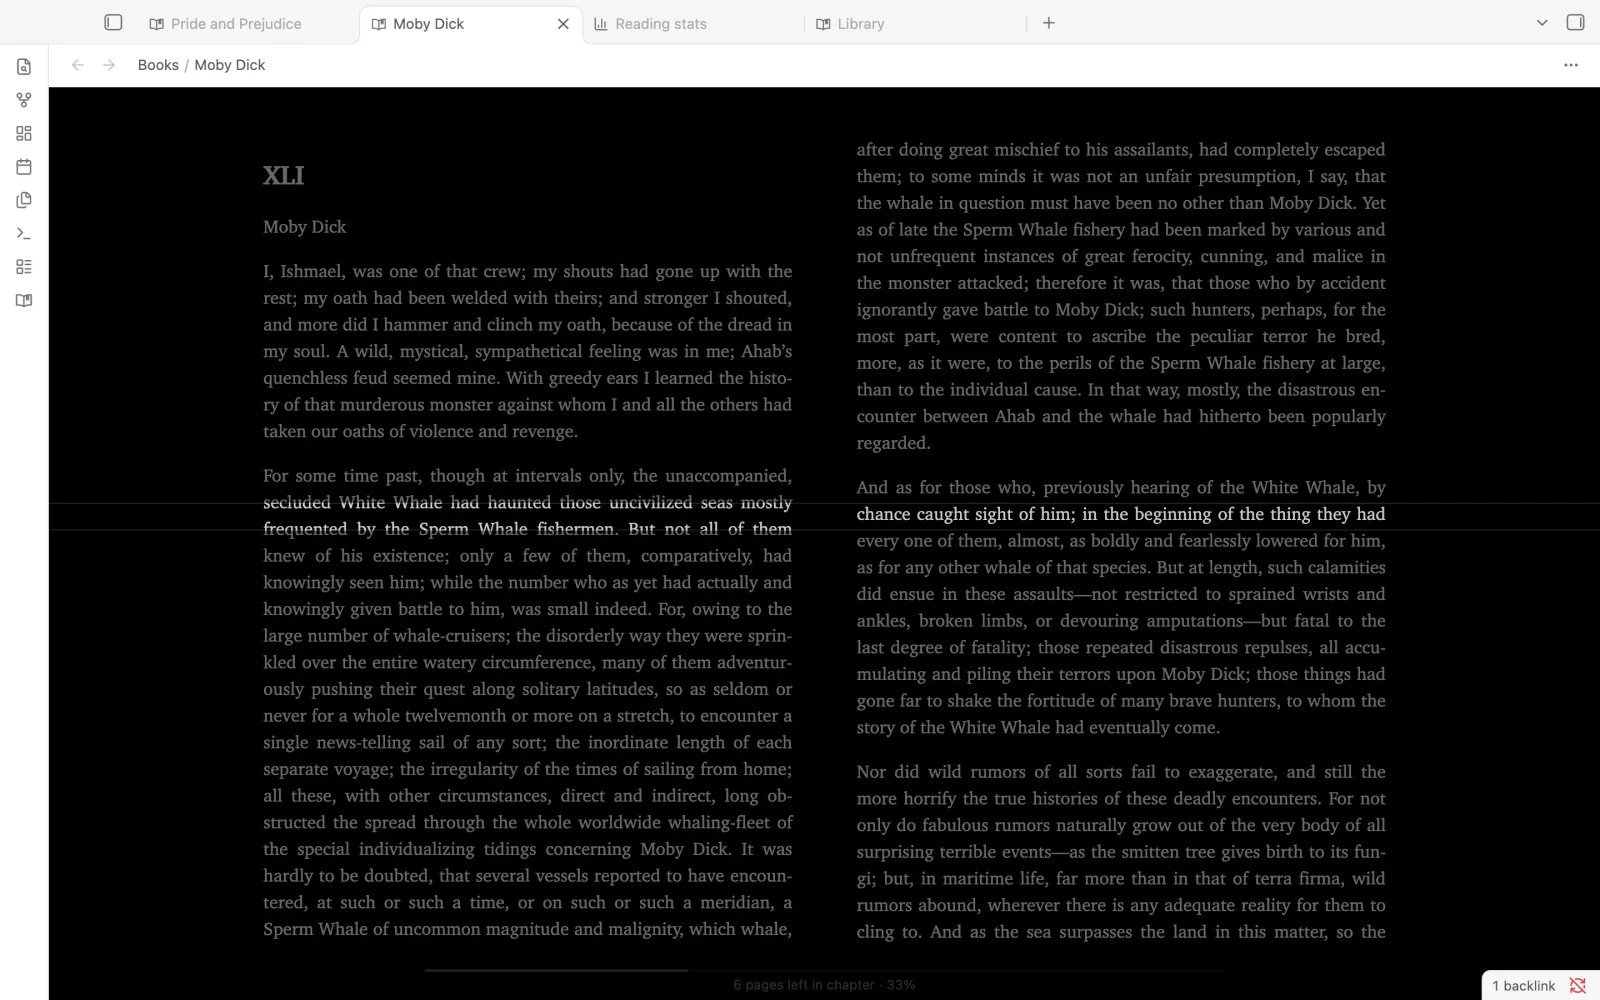 Pride and Prejudice
Moby Dick
Reading stats
Library
Books / Moby Dick
XLI
Moby Dick
I, Ishmael, was one of that crew; my shouts had gone up with the
rest; my oath had been welded with theirs; and stronger I shouted,
and more did I hammer and clinch my oath, because of the dread in
my soul. A wild, mystical, sympathetical feeling was in me; Ahab’s
quenchless feud seemed mine. With greedy ears I learned the histo-
ry of that murderous monster against whom I and all the others had
taken our oaths of violence and revenge.
For some time past, though at intervals only, the unaccompanied,
secluded White Whale had haunted those uncivilized seas mostly
frequented by the Sperm Whale fishermen. But not all of them
knew of his existence; only a few of them, comparatively, had
knowingly seen him; while the number who as yet had actually and
knowingly given battle to him, was small indeed. For, owing to the
large number of whale-cruisers; the disorderly way they were sprin-
kled over the entire watery circumference, many of them adventur-
ously pushing their quest along solitary latitudes, so as seldom or
never for a whole twelvemonth or more on a stretch, to encounter a
single news-telling sail of any sort; the inordinate length of each
separate voyage; the irregularity of the times of sailing from home;
all these, with other circumstances, direct and indirect, long ob-
structed the spread through the whole worldwide whaling-fleet of
the special individualizing tidings concerning Moby Dick. It was
hardly to be doubted, that several vessels reported to have encoun-
tered, at such or such a time, or on such or such a meridian, a
Sperm Whale of uncommon magnitude and malignity, which whale,
after doing great mischief to his assailants, had completely escaped
them; to some minds it was not an unfair presumption, I say, that
the whale in question must have been no other than Moby Dick. Yet
as of late the Sperm Whale fishery had been marked by various and
not unfrequent instances of great ferocity, cunning, and malice in
the monster attacked; therefore it was, that those who by accident
ignorantly gave battle to Moby Dick; such hunters, perhaps, for the
most part, were content to ascribe the peculiar terror he bred,
more, as it were, to the perils of the Sperm Whale fishery at large,
than to the individual cause. In that way, mostly, the disastrous en-
counter between Ahab and the whale had hitherto been popularly
regarded.
And as for those who, previously hearing of the White Whale, by
chance caught sight of him; in the beginning of the thing they had
every one of them, almost, as boldly and fearlessly lowered for him,
as for any other whale of that species. But at length, such calamities
did ensue in these assaults—not restricted to sprained wrists and
ankles, broken limbs, or devouring amputations—but fatal to the
last degree of fatality; those repeated disastrous repulses, all accu-
mulating and piling their terrors upon Moby Dick; those things had
gone far to shake the fortitude of many brave hunters, to whom the
story of the White Whale had eventually come.
Nor did wild rumors of all sorts fail to exaggerate, and still the
more horrify the true histories of these deadly encounters. For not
only do fabulous rumors naturally grow out of the very body of all
surprising terrible events—as the smitten tree gives birth to its fun-
gi; but, in maritime life, far more than in that of terra firma, wild
rumors abound, wherever there is any adequate reality for them to
cling to. And as the sea surpasses the land in this matter, so the
6 pages left in chapter · 33%
1 backlink